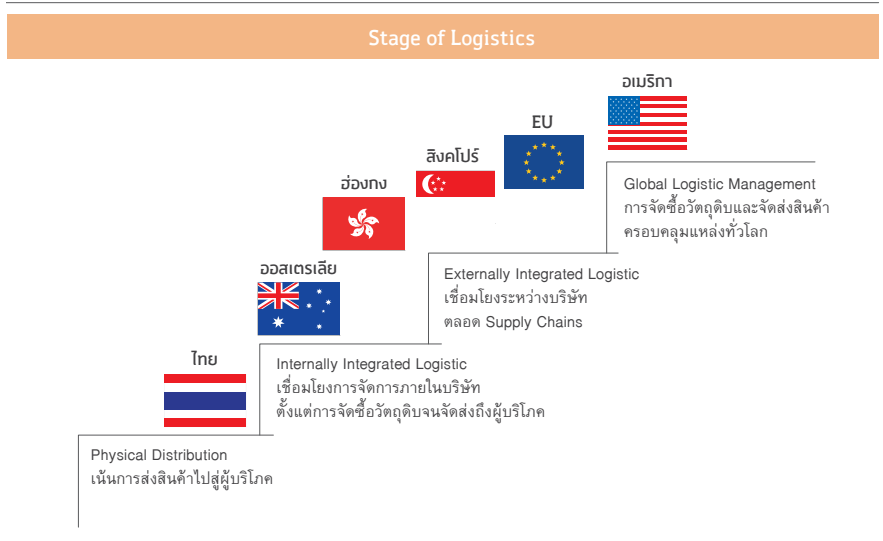 Stage of Logistics
อเมริกา
EU
สิงคโปร์
ฮ่องกง
Global Logistic Management
การจัดซื้อวัตถุดิบและจัดส่งสินค้า
ครอบคลุมแหล่งทั่วโลก
ออสเตรเลีย
Externally Integrated Logistic
เชื่อมโยงระหว่างบริษัท
ตลอด Supply Chains
ไทย
Internally Integrated Logistic
เชื่อมโยงการจัดการภายในบริษัท
ตั้งแต่การจัดซื้อวัตถุดิบจนจัดส่งถึงผู้บริโภค
Physical Distribution
เน้นการส่งสินค้าไปสู่ผู้บริโภค